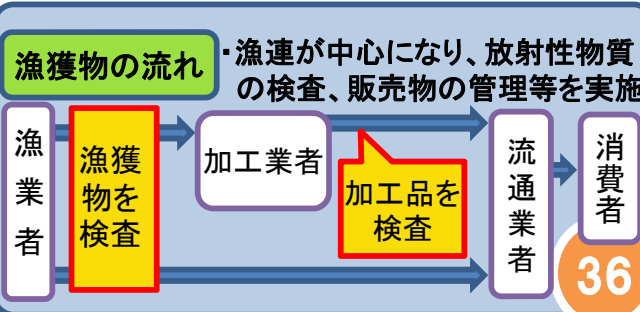 漁獲物の流れ
・漁連が中心になり、放射性物質
の検査、販売物の管理等を実施
漁業者
漁獲
物を
検査
加工業者
加工品を
検査
流通業者
消費者
36